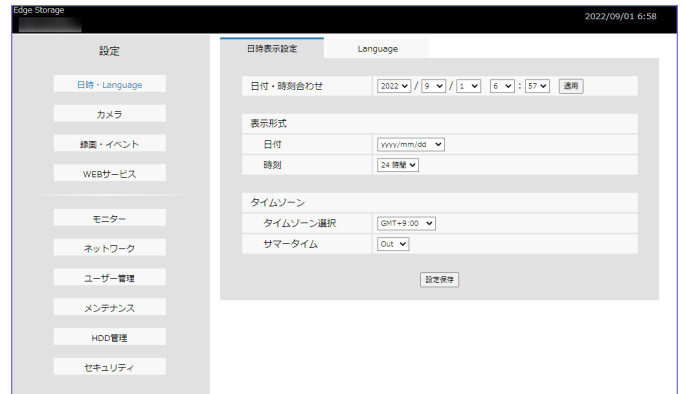 Edge Storage
2022/09/01 6:58
設定
日時・Language
カメラ
録画・イベント
WEBサービス
モニター
ネットワーク
ユーザー管理
メンテナンス
HDD管理
セキュリティ
日時表示設定 Language
日付・時刻合わせ 2022 / 9 / 1 6 : 57 適用
表示形式
日付 yyyy/mm/dd
時刻 24 時間
タイムゾーン
タイムゾーン選択 GMT+9:00
サマータイム Out
設定保存